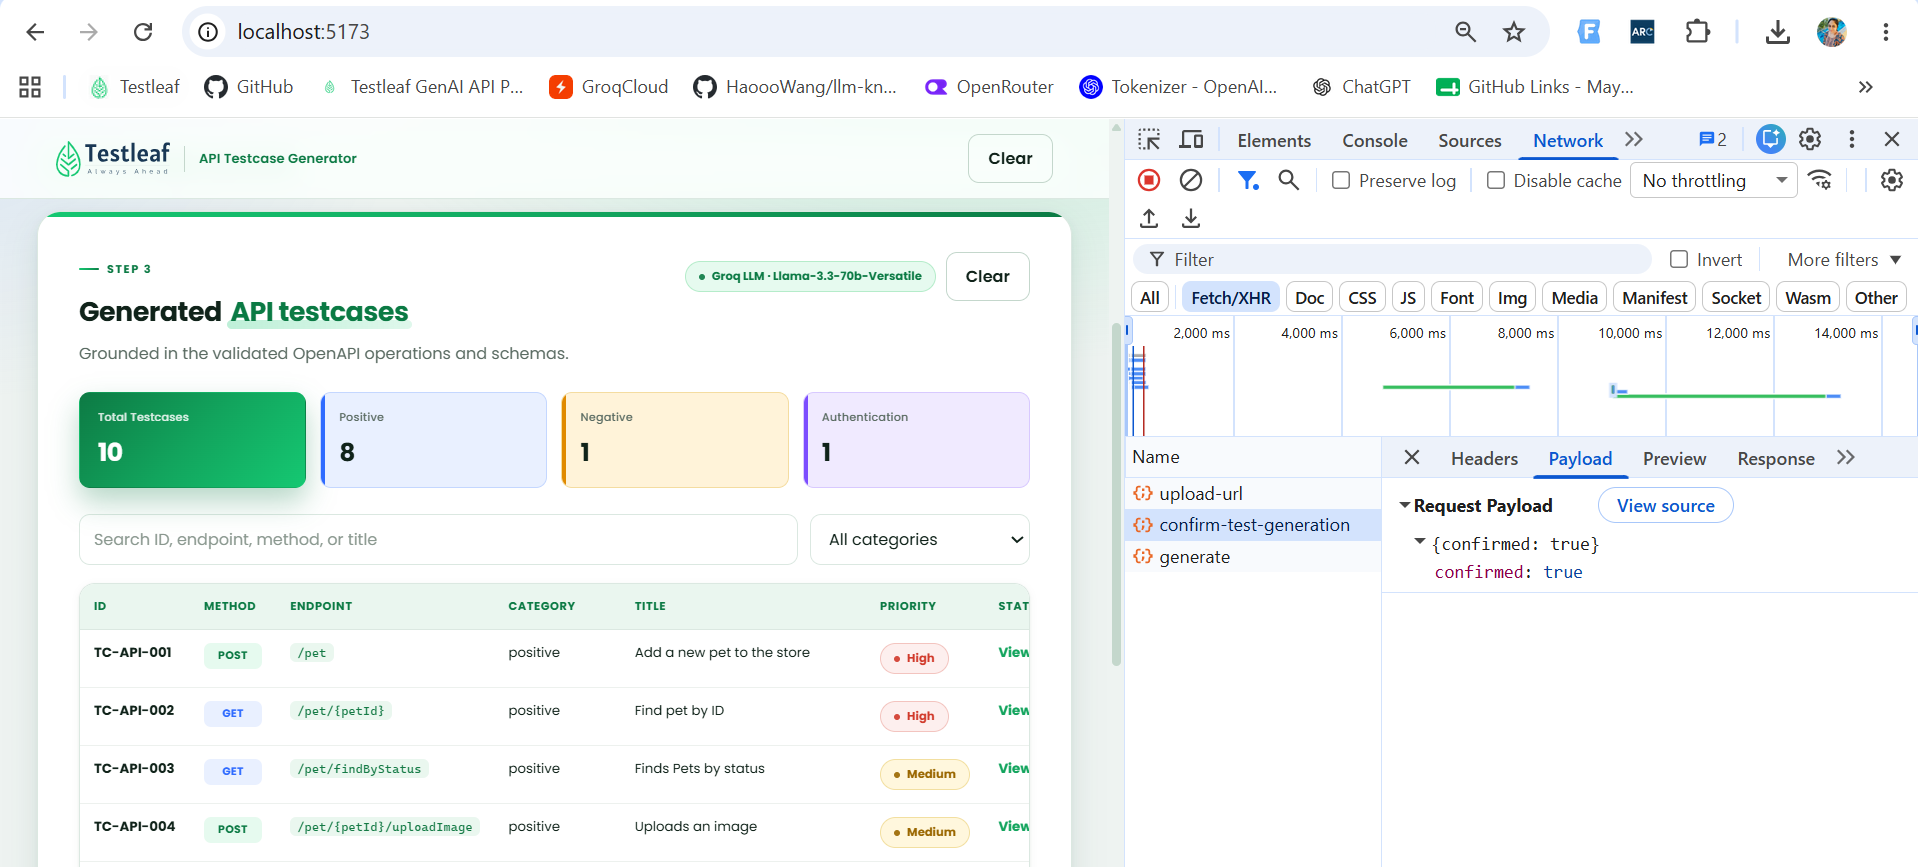 localhost:5173
Testleaf
GitHub
Testleaf GenAI API P...
GroqCloud
HaoooWang/llm-kn...
OpenRouter
Tokenizer - OpenAI...
ChatGPT
GitHub Links - May...
ARC
Testleaf
Always Ahead
API Testcase Generator
Clear
STEP 3
Groq LLM · Llama-3.3-70b-Versatile
Clear
Generated API testcases
Grounded in the validated OpenAPI operations and schemas.
Total Testcases
10
Positive
8
Negative
1
Authentication
1
Search ID, endpoint, method, or title
All categories
ID METHOD ENDPOINT CATEGORY TITLE PRIORITY STAT
TC-API-001 POST /pet positive Add a new pet to the store High View
TC-API-002 GET /pet/{petId} positive Find pet by ID High View
TC-API-003 GET /pet/findByStatus positive Finds Pets by status Medium View
TC-API-004 POST /pet/{petId}/uploadImage positive Uploads an image Medium View
Elements Console Sources Network 2
Preserve log Disable cache No throttling
Filter Invert More filters
All Fetch/XHR Doc CSS JS Font Img Media Manifest Socket Wasm Other
2,000 ms 4,000 ms 6,000 ms 8,000 ms 10,000 ms 12,000 ms 14,000 ms
Name
upload-url
confirm-test-generation
generate
Headers Payload Preview Response
Request Payload View source
{confirmed: true}
confirmed: true